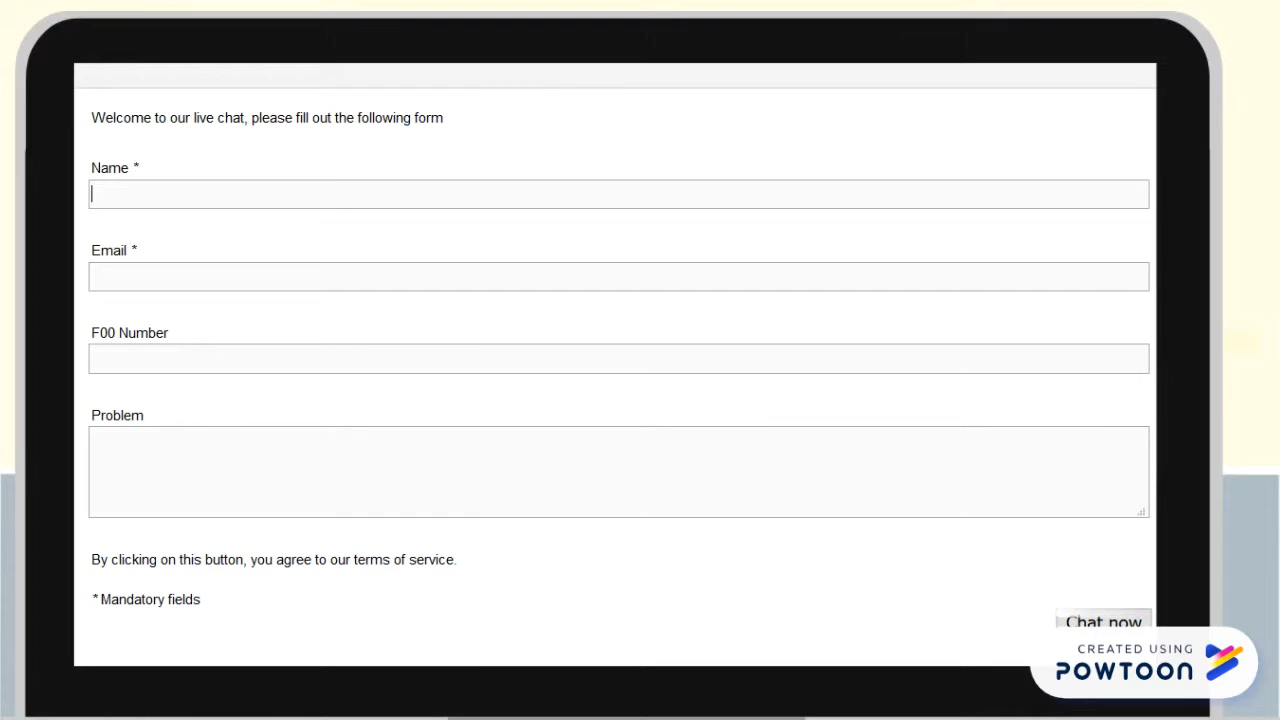 Welcome to our live chat, please fill out the following form
Name *
Email *
F00 Number
Problem
By clicking on this button, you agree to our terms of service.
*Mandatory fields
Chat now
CREATED USING
POWTOON